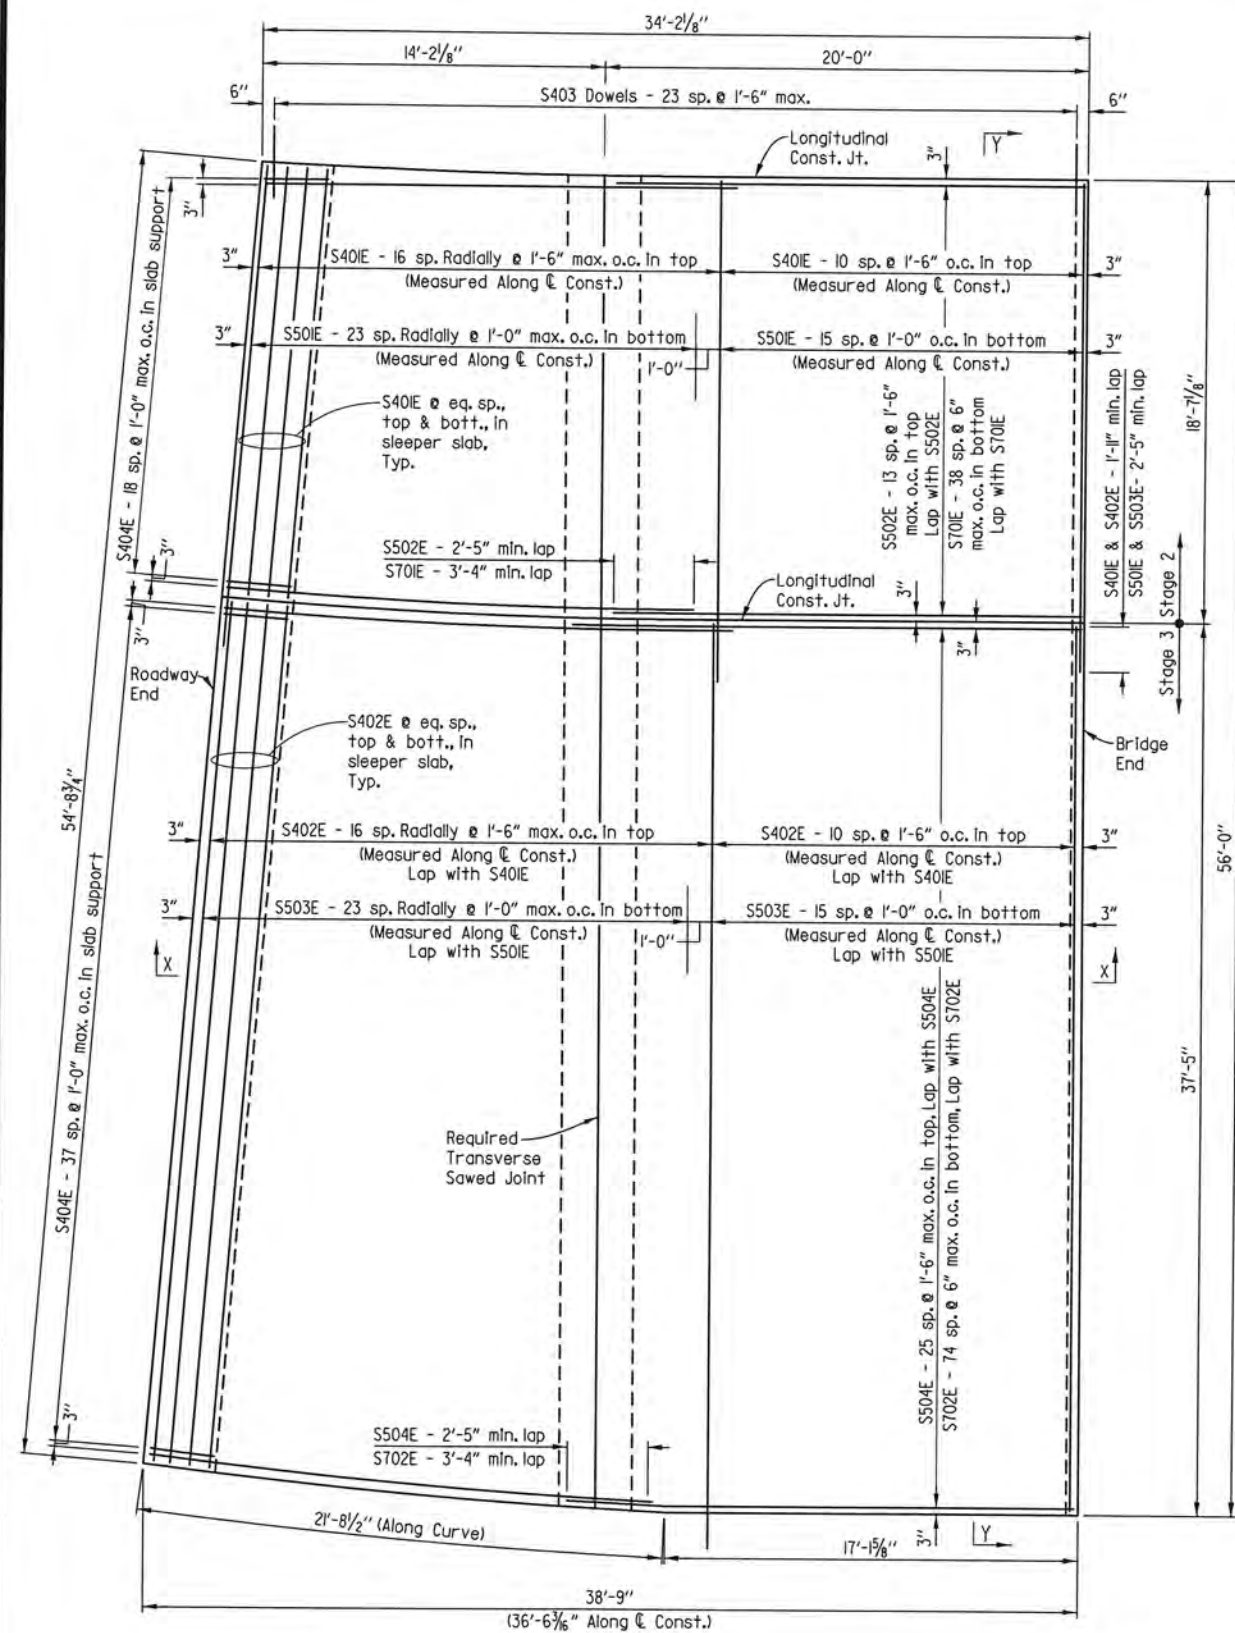 34'-2⅛"
14'-2⅛"
20'-0"
6"
S403 Dowels - 23 sp. @ 1'-6" max.
6"
Longitudinal
Const. Jt.
3"
Y
3"
S404E - 18 sp. @ 1'-0" max. o.c. in slab support
3"
S401E - 16 sp. Radially @ 1'-6" max. o.c. in top
(Measured Along ℄ Const.)
S401E - 10 sp. @ 1'-6" o.c. in top
(Measured Along ℄ Const.)
3"
3"
S501E - 23 sp. Radially @ 1'-0" max. o.c. in bottom
(Measured Along ℄ Const.)
1'-0"
S501E - 15 sp. @ 1'-0" o.c. in bottom
(Measured Along ℄ Const.)
3"
S401E @ eq. sp.,
top & bott., in
sleeper slab,
Typ.
S502E - 13 sp. @ 1'-6"
max. o.c. in top
Lap with S502E
S701E - 38 sp. @ 6"
max. o.c. in bottom
Lap with S701E
S401E & S402E - 1'-11" min. lap
S501E & S503E - 2'-5" min. lap
18'-7⅛"
3"
S502E - 2'-5" min. lap
S701E - 3'-4" min. lap
Longitudinal
Const. Jt.
3"
3"
3"
Stage 2
Stage 3
Roadway
End
S402E @ eq. sp.,
top & bott., in
sleeper slab,
Typ.
Bridge
End
54'-8¾"
56'-0"
3"
S402E - 16 sp. Radially @ 1'-6" max. o.c. in top
(Measured Along ℄ Const.)
Lap with S401E
S402E - 10 sp. @ 1'-6" o.c. in top
(Measured Along ℄ Const.)
Lap with S401E
3"
3"
S503E - 23 sp. Radially @ 1'-0" max. o.c. in bottom
(Measured Along ℄ Const.)
Lap with S501E
1'-0"
S503E - 15 sp. @ 1'-0" o.c. in bottom
(Measured Along ℄ Const.)
Lap with S501E
3"
X
X
S404E - 37 sp. @ 1'-0" max. o.c. in slab support
37'-5"
Required
Transverse
Sawed Joint
S504E - 25 sp. @ 1'-6" max. o.c. in top, Lap with S504E
S702E - 74 sp. @ 6" max. o.c. in bottom, Lap with S702E
3"
S504E - 2'-5" min. lap
S702E - 3'-4" min. lap
21'-8½" (Along Curve)
17'-1⅝"
3"
Y
38'-9"
(36'-6³⁄₁₆" Along ℄ Const.)